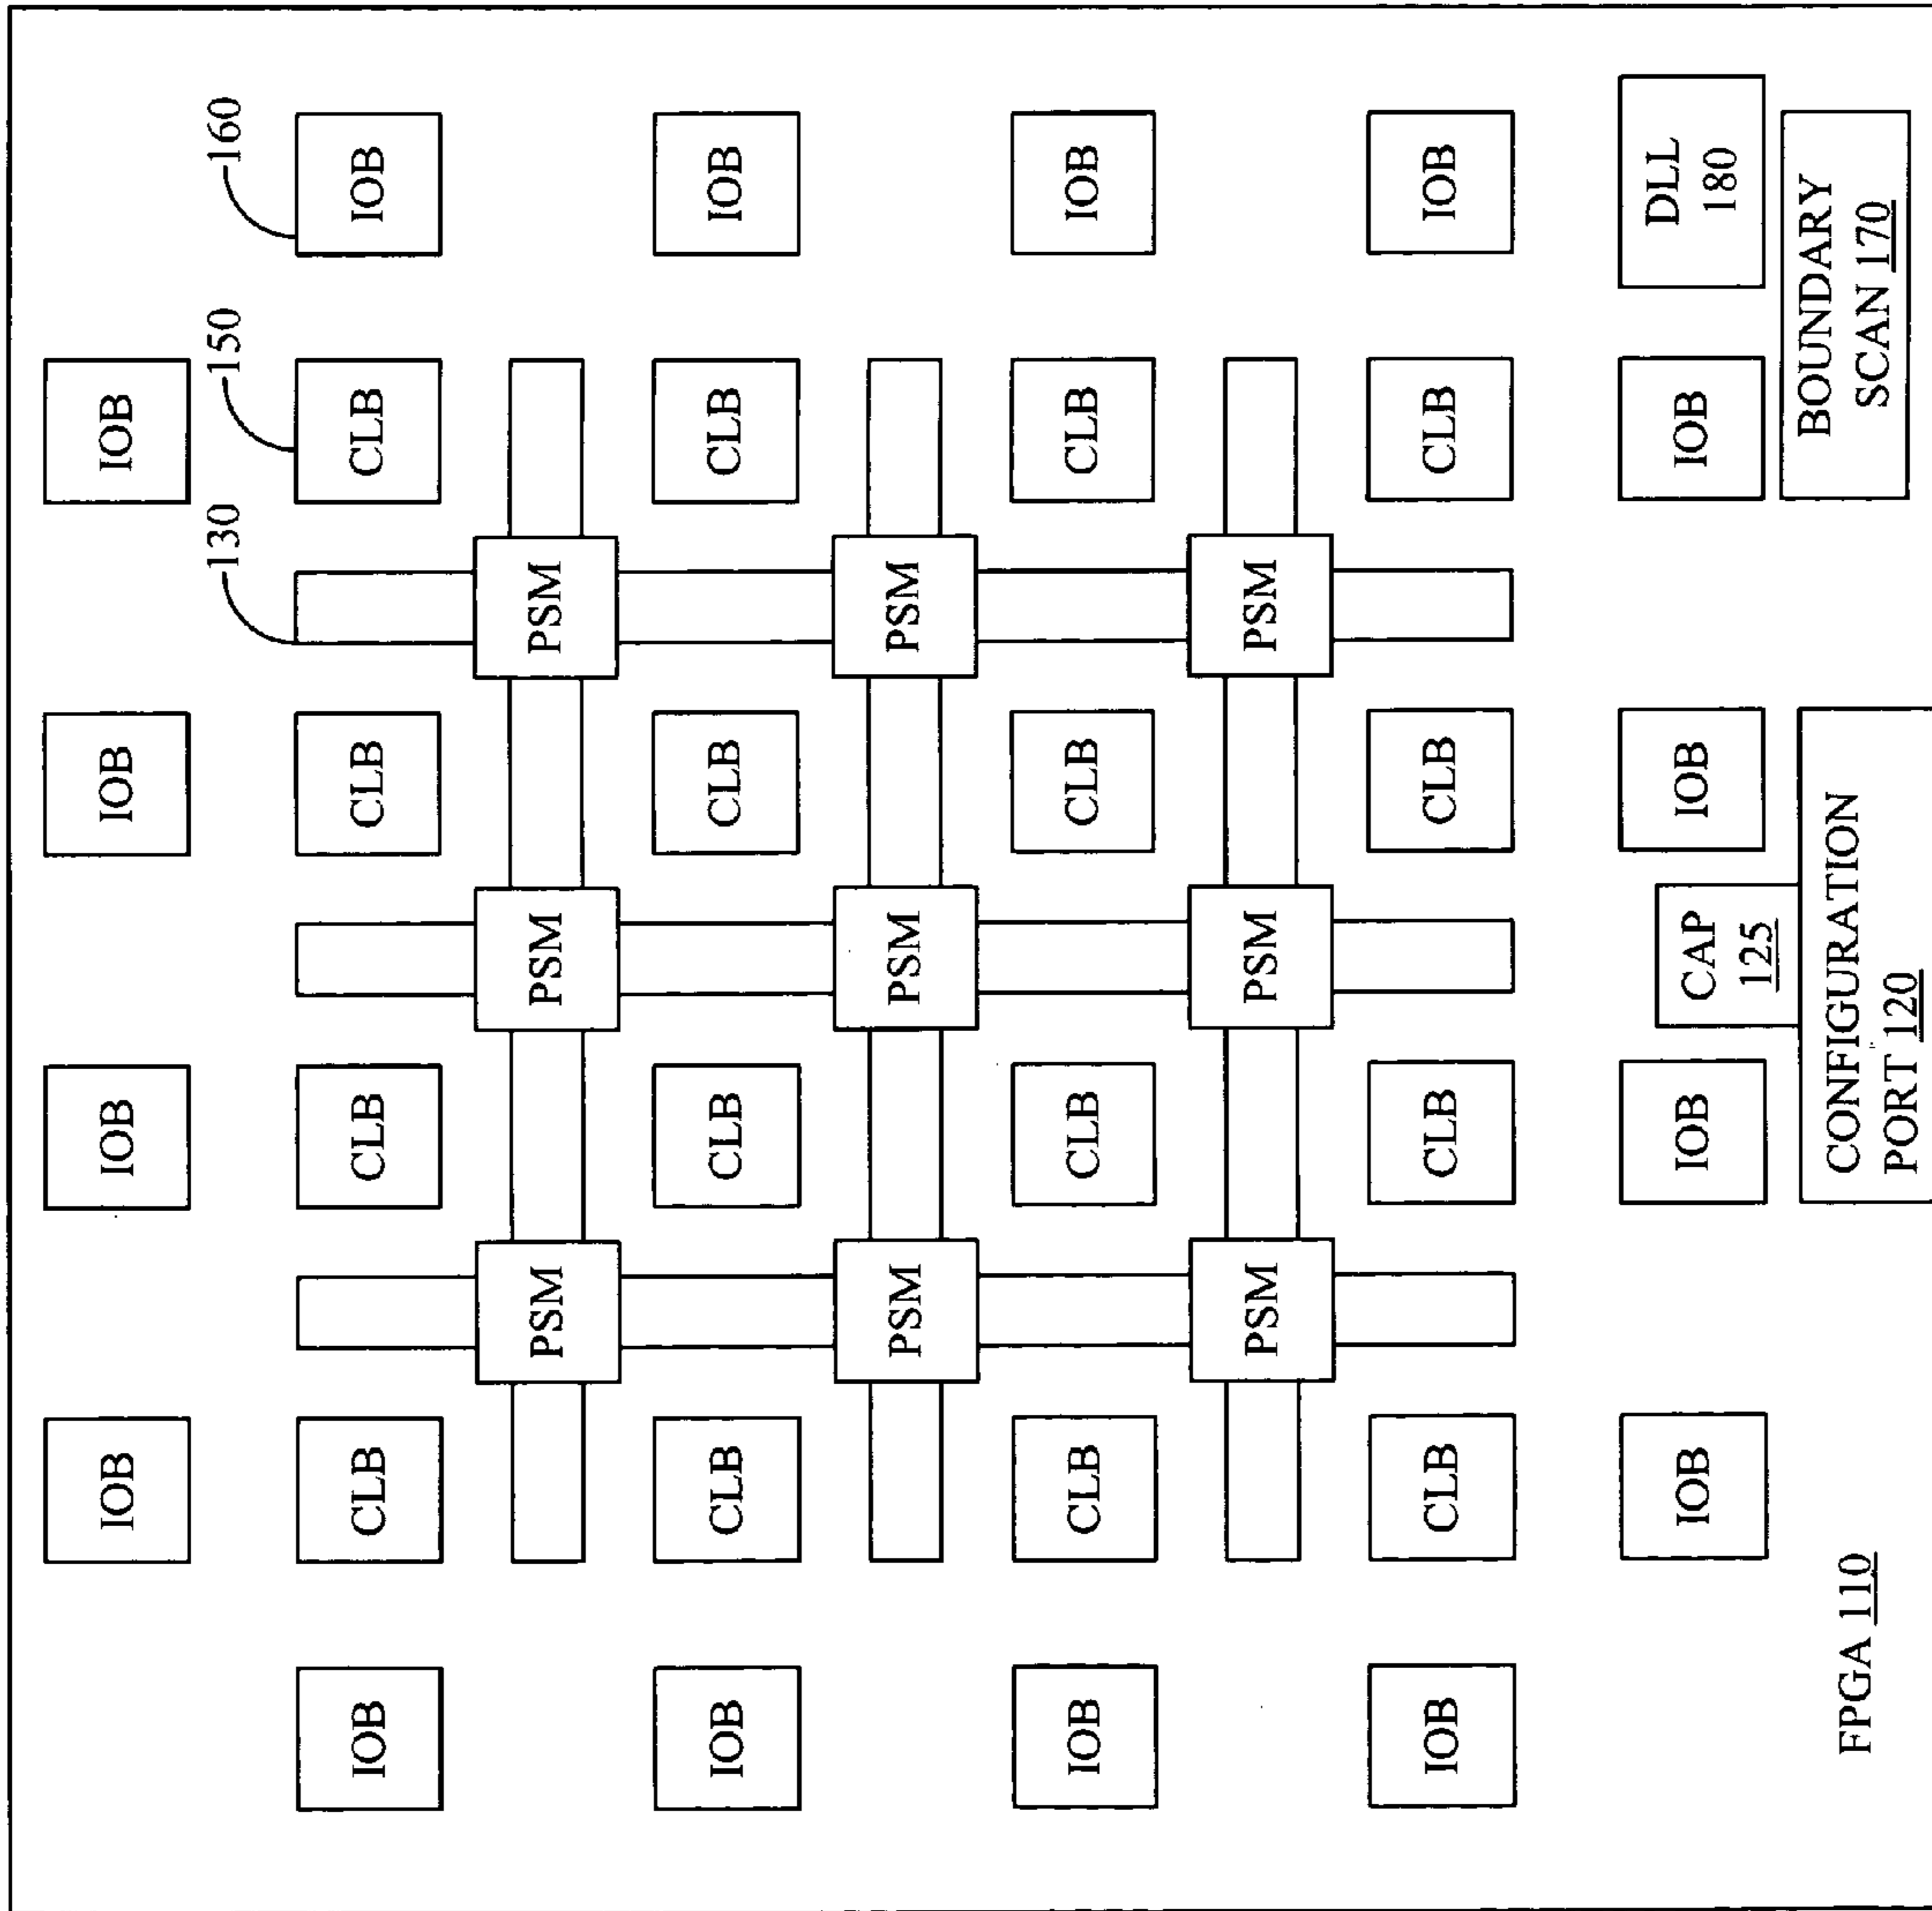 IOB IOB IOB IOB
130 150 160
IOB CLB CLB CLB CLB IOB
PSM PSM PSM
IOB CLB CLB CLB CLB IOB
PSM PSM PSM
IOB CLB CLB CLB CLB IOB
PSM PSM PSM
IOB CLB CLB CLB CLB IOB
IOB IOB IOB IOB
CAP
125
DLL
180
FPGA 110
CONFIGURATION
PORT 120
BOUNDARY
SCAN 170